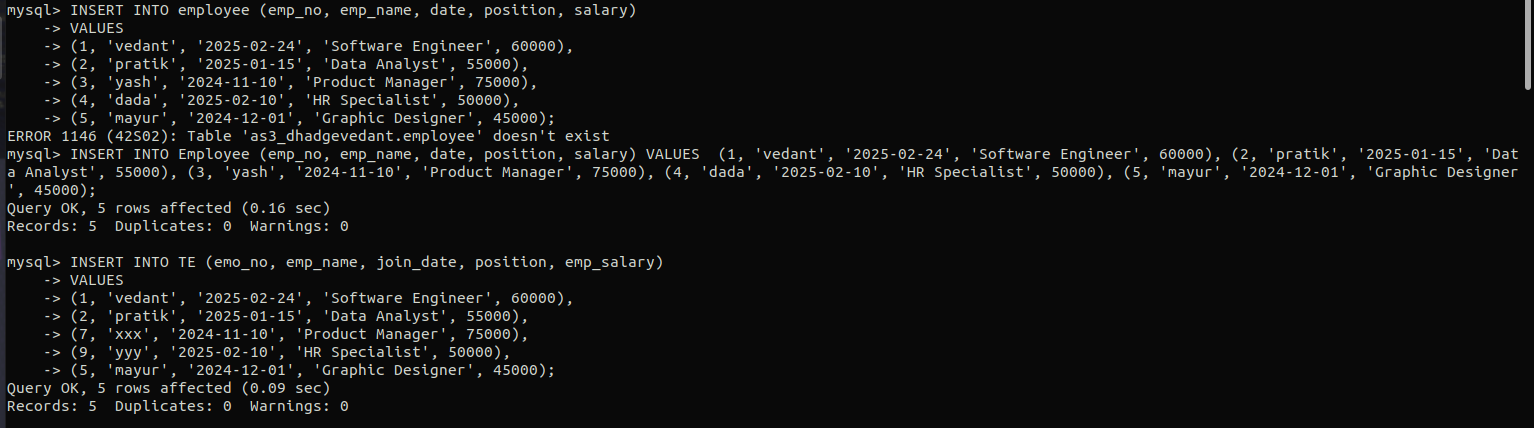 mysql> INSERT INTO employee (emp_no, emp_name, date, position, salary)
    -> VALUES
    -> (1, 'vedant', '2025-02-24', 'Software Engineer', 60000),
    -> (2, 'pratik', '2025-01-15', 'Data Analyst', 55000),
    -> (3, 'yash', '2024-11-10', 'Product Manager', 75000),
    -> (4, 'dada', '2025-02-10', 'HR Specialist', 50000),
    -> (5, 'mayur', '2024-12-01', 'Graphic Designer', 45000);
ERROR 1146 (42S02): Table 'as3_dhadgevedant.employee' doesn't exist
mysql> INSERT INTO Employee (emp_no, emp_name, date, position, salary) VALUES  (1, 'vedant', '2025-02-24', 'Software Engineer', 60000), (2, 'pratik', '2025-01-15', 'Dat
a Analyst', 55000), (3, 'yash', '2024-11-10', 'Product Manager', 75000), (4, 'dada', '2025-02-10', 'HR Specialist', 50000), (5, 'mayur', '2024-12-01', 'Graphic Designer
', 45000);
Query OK, 5 rows affected (0.16 sec)
Records: 5  Duplicates: 0  Warnings: 0

mysql> INSERT INTO TE (emo_no, emp_name, join_date, position, emp_salary)
    -> VALUES
    -> (1, 'vedant', '2025-02-24', 'Software Engineer', 60000),
    -> (2, 'pratik', '2025-01-15', 'Data Analyst', 55000),
    -> (7, 'xxx', '2024-11-10', 'Product Manager', 75000),
    -> (9, 'yyy', '2025-02-10', 'HR Specialist', 50000),
    -> (5, 'mayur', '2024-12-01', 'Graphic Designer', 45000);
Query OK, 5 rows affected (0.09 sec)
Records: 5  Duplicates: 0  Warnings: 0